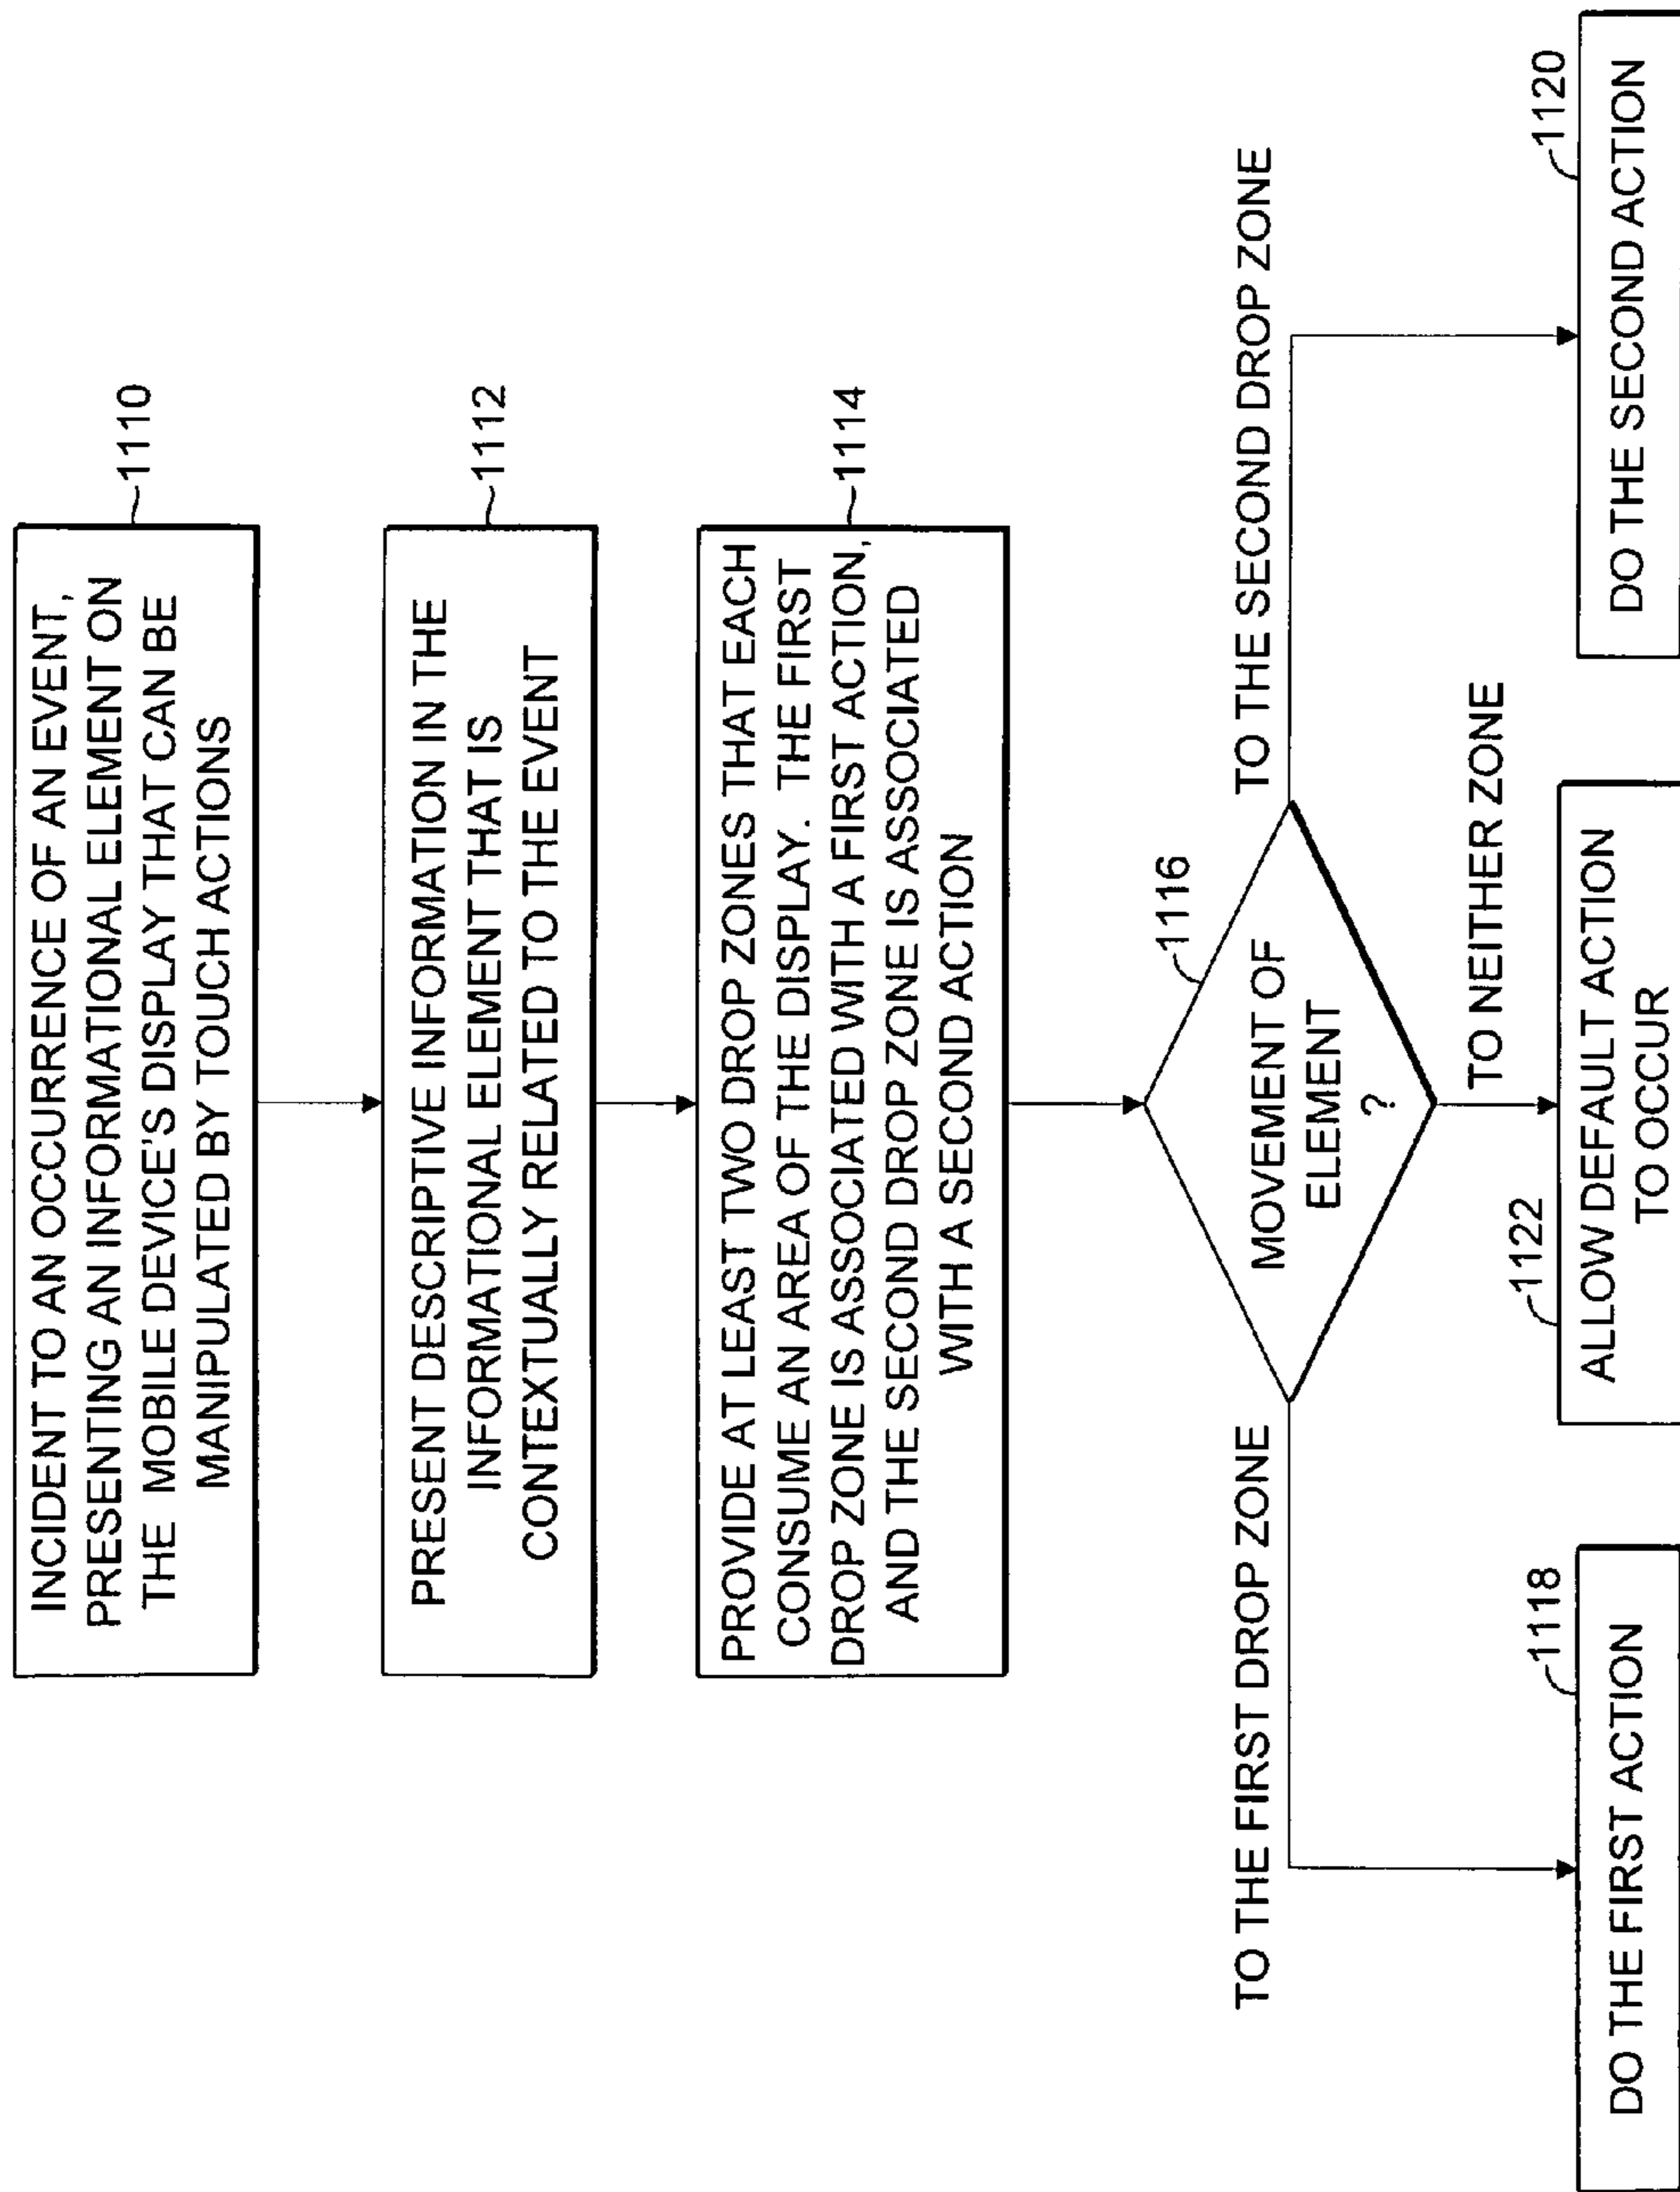 INCIDENT TO AN OCCURRENCE OF AN EVENT,
PRESENTING AN INFORMATIONAL ELEMENT ON
THE MOBILE DEVICE'S DISPLAY THAT CAN BE
MANIPULATED BY TOUCH ACTIONS
1110
PRESENT DESCRIPTIVE INFORMATION IN THE
INFORMATIONAL ELEMENT THAT IS
CONTEXTUALLY RELATED TO THE EVENT
1112
PROVIDE AT LEAST TWO DROP ZONES THAT EACH
CONSUME AN AREA OF THE DISPLAY. THE FIRST
DROP ZONE IS ASSOCIATED WITH A FIRST ACTION,
AND THE SECOND DROP ZONE IS ASSOCIATED
WITH A SECOND ACTION
1114
MOVEMENT OF
ELEMENT
?
1116
TO THE FIRST DROP ZONE
TO THE SECOND DROP ZONE
TO NEITHER ZONE
1118
DO THE FIRST ACTION
1122
ALLOW DEFAULT ACTION
TO OCCUR
1120
DO THE SECOND ACTION